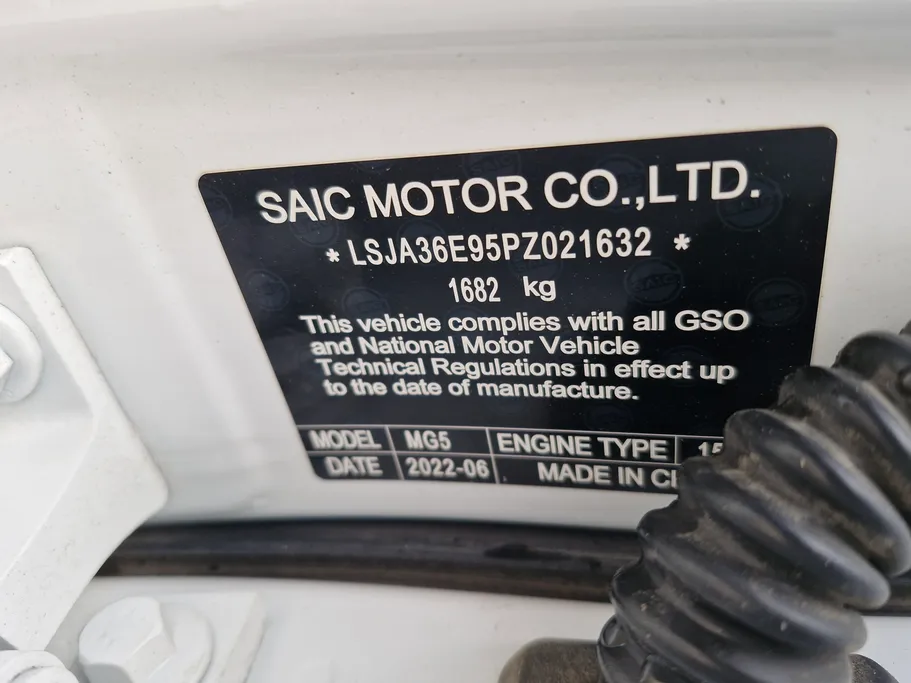 SAIC MOTOR CO.,LTD.
* LSJA36E95PZ021632 *
1682 kg
This vehicle complies with all GSO
and National Motor Vehicle
Technical Regulations in effect up
to the date of manufacture.
MODEL MG5 ENGINE TYPE 15
DATE 2022-06 MADE IN